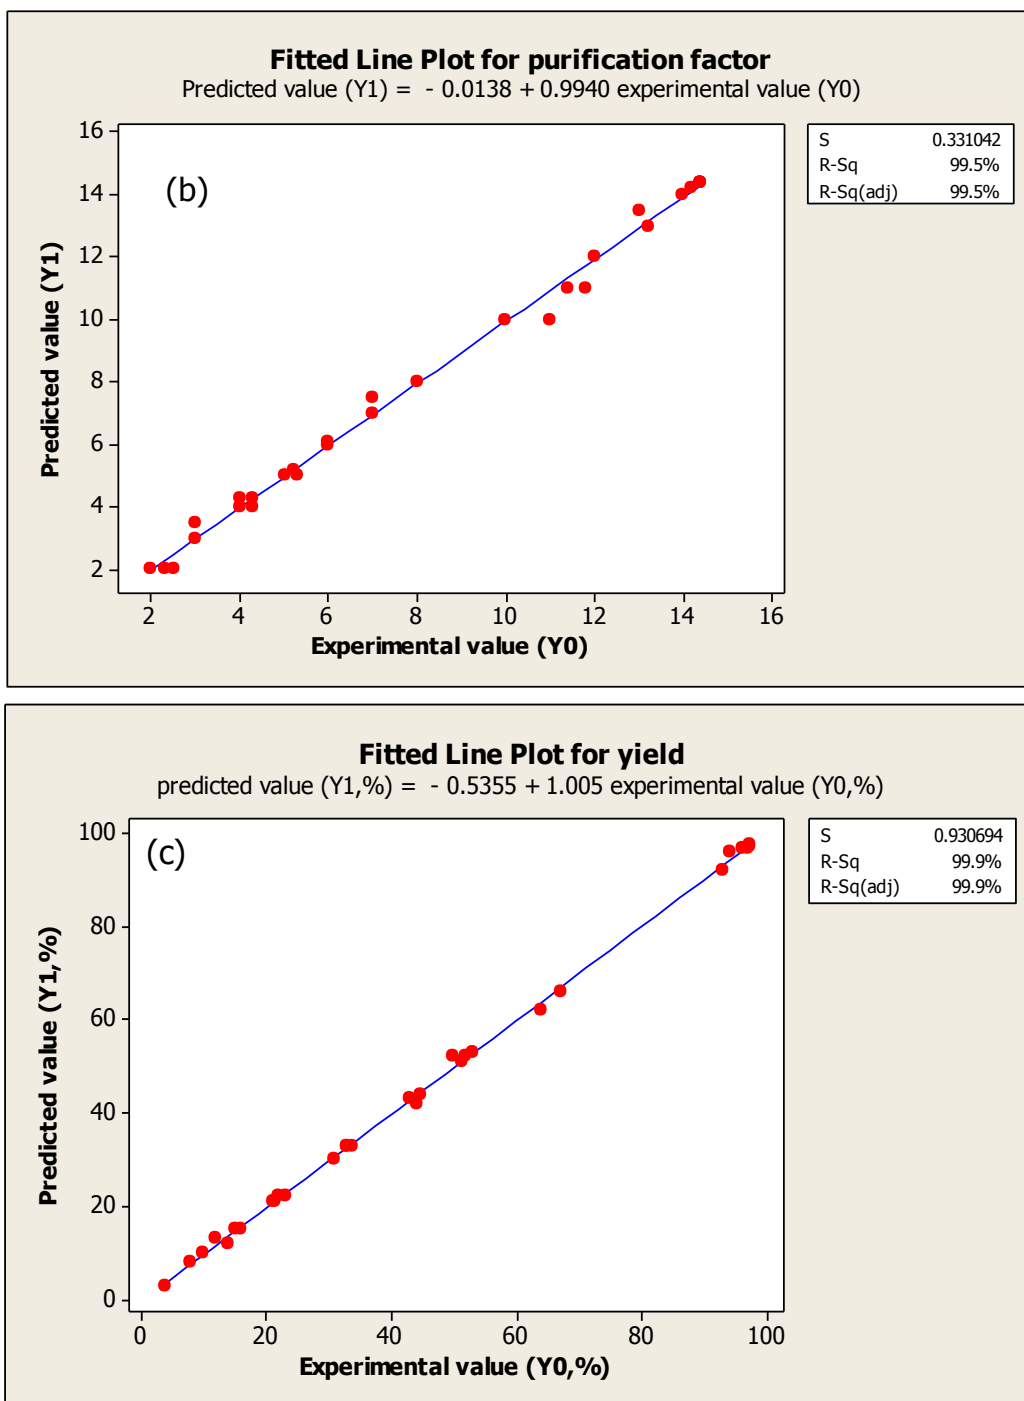 Fitted Line Plot for purification factor
Predicted value (Y1) = - 0.0138 + 0.9940 experimental value (Y0)
S 0.331042
R-Sq 99.5%
R-Sq(adj) 99.5%
(b)
Predicted value (Y1)
16
14
12
10
8
6
4
2
2 4 6 8 10 12 14 16
Experimental value (Y0)
Fitted Line Plot for yield
predicted value (Y1,%) = - 0.5355 + 1.005 experimental value (Y0,%)
S 0.930694
R-Sq 99.9%
R-Sq(adj) 99.9%
(c)
Predicted value (Y1,%)
100
80
60
40
20
0
0 20 40 60 80 100
Experimental value (Y0,%)